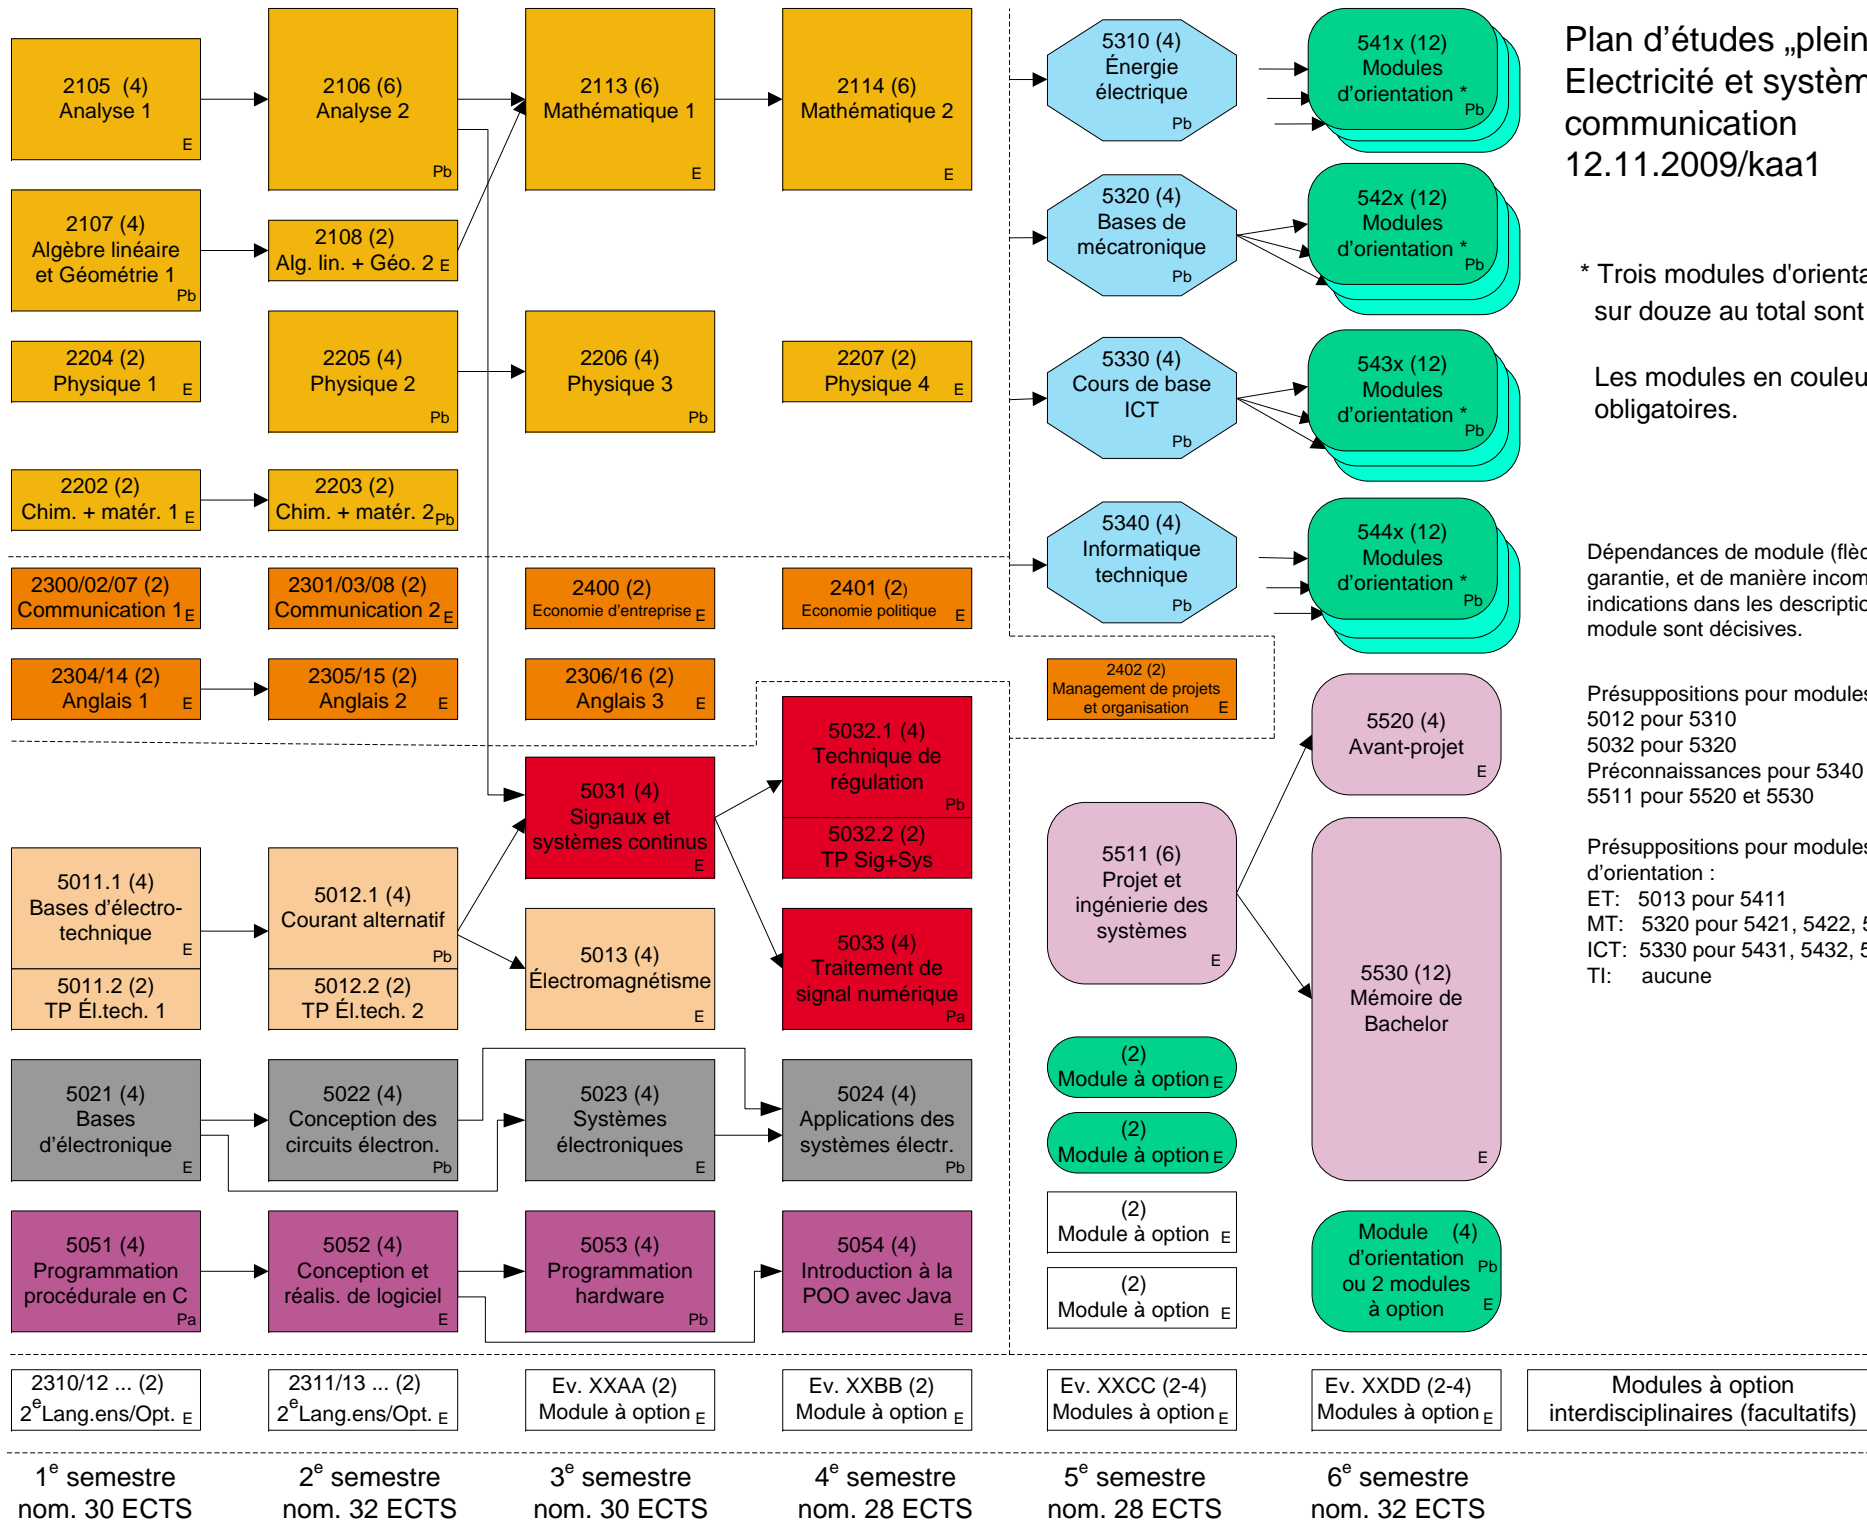 2105 (4)
Analyse 1
E
2106 (6)
Analyse 2
Pb
2113 (6)
Mathématique 1
E
2114 (6)
Mathématique 2
E
5310 (4)
Énergie
électrique
Pb
541x (12)
Modules
d'orientation *
Pb
Plan d'études „plein
Electricité et systèm
communication
12.11.2009/kaa1
2107 (4)
Algèbre linéaire
et Géométrie 1
Pb
2108 (2)
Alg. lin. + Géo. 2 E
5320 (4)
Bases de
mécatronique
Pb
542x (12)
Modules
d'orientation *
Pb
* Trois modules d'orienta
sur douze au total sont
Les modules en couleu
obligatoires.
2204 (2)
Physique 1 E
2205 (4)
Physique 2
Pb
2206 (4)
Physique 3
Pb
2207 (2)
Physique 4 E
5330 (4)
Cours de base
ICT
Pb
543x (12)
Modules
d'orientation *
Pb
2202 (2)
Chim. + matér. 1 E
2203 (2)
Chim. + matér. 2 Pb
5340 (4)
Informatique
technique
Pb
544x (12)
Modules
d'orientation *
Pb
Dépendances de module (flèc
garantie, et de manière incom
indications dans les descriptio
module sont décisives.
2300/02/07 (2)
Communication 1 E
2301/03/08 (2)
Communication 2 E
2400 (2)
Economie d'entreprise E
2401 (2)
Economie politique E
2304/14 (2)
Anglais 1 E
2305/15 (2)
Anglais 2 E
2306/16 (2)
Anglais 3 E
2402 (2)
Management de projets
et organisation E
5520 (4)
Avant-projet
E
Présuppositions pour modules
5012 pour 5310
5032 pour 5320
Préconnaissances pour 5340
5511 pour 5520 et 5530
5031 (4)
Signaux et
systèmes continus
E
5032.1 (4)
Technique de
régulation
Pb
5032.2 (2)
TP Sig+Sys
5511 (6)
Projet et
ingénierie des
systèmes
E
5530 (12)
Mémoire de
Bachelor
E
Présuppositions pour modules
d'orientation :
ET: 5013 pour 5411
MT: 5320 pour 5421, 5422, 5
ICT: 5330 pour 5431, 5432, 5
TI: aucune
5011.1 (4)
Bases d'électro-
technique
E
5011.2 (2)
TP Él.tech. 1
5012.1 (4)
Courant alternatif
Pb
5012.2 (2)
TP Él.tech. 2
5013 (4)
Électromagnétisme
E
5033 (4)
Traitement de
signal numérique
Pa
5021 (4)
Bases
d'électronique
E
5022 (4)
Conception des
circuits électron.
Pb
5023 (4)
Systèmes
électroniques
E
5024 (4)
Applications des
systèmes électr.
Pb
(2)
Module à option E
(2)
Module à option E
(2)
Module à option E
(2)
Module à option E
5051 (4)
Programmation
procédurale en C
Pa
5052 (4)
Conception et
réalis. de logiciel
E
5053 (4)
Programmation
hardware
Pb
5054 (4)
Introduction à la
POO avec Java
E
Module (4)
d'orientation
Pb
ou 2 modules
à option E
2310/12 ... (2)
2e Lang.ens/Opt. E
2311/13 ... (2)
2e Lang.ens/Opt. E
Ev. XXAA (2)
Module à option E
Ev. XXBB (2)
Module à option E
Ev. XXCC (2-4)
Modules à option E
Ev. XXDD (2-4)
Modules à option E
Modules à option
interdisciplinaires (facultatifs)
1e semestre
nom. 30 ECTS
2e semestre
nom. 32 ECTS
3e semestre
nom. 30 ECTS
4e semestre
nom. 28 ECTS
5e semestre
nom. 28 ECTS
6e semestre
nom. 32 ECTS